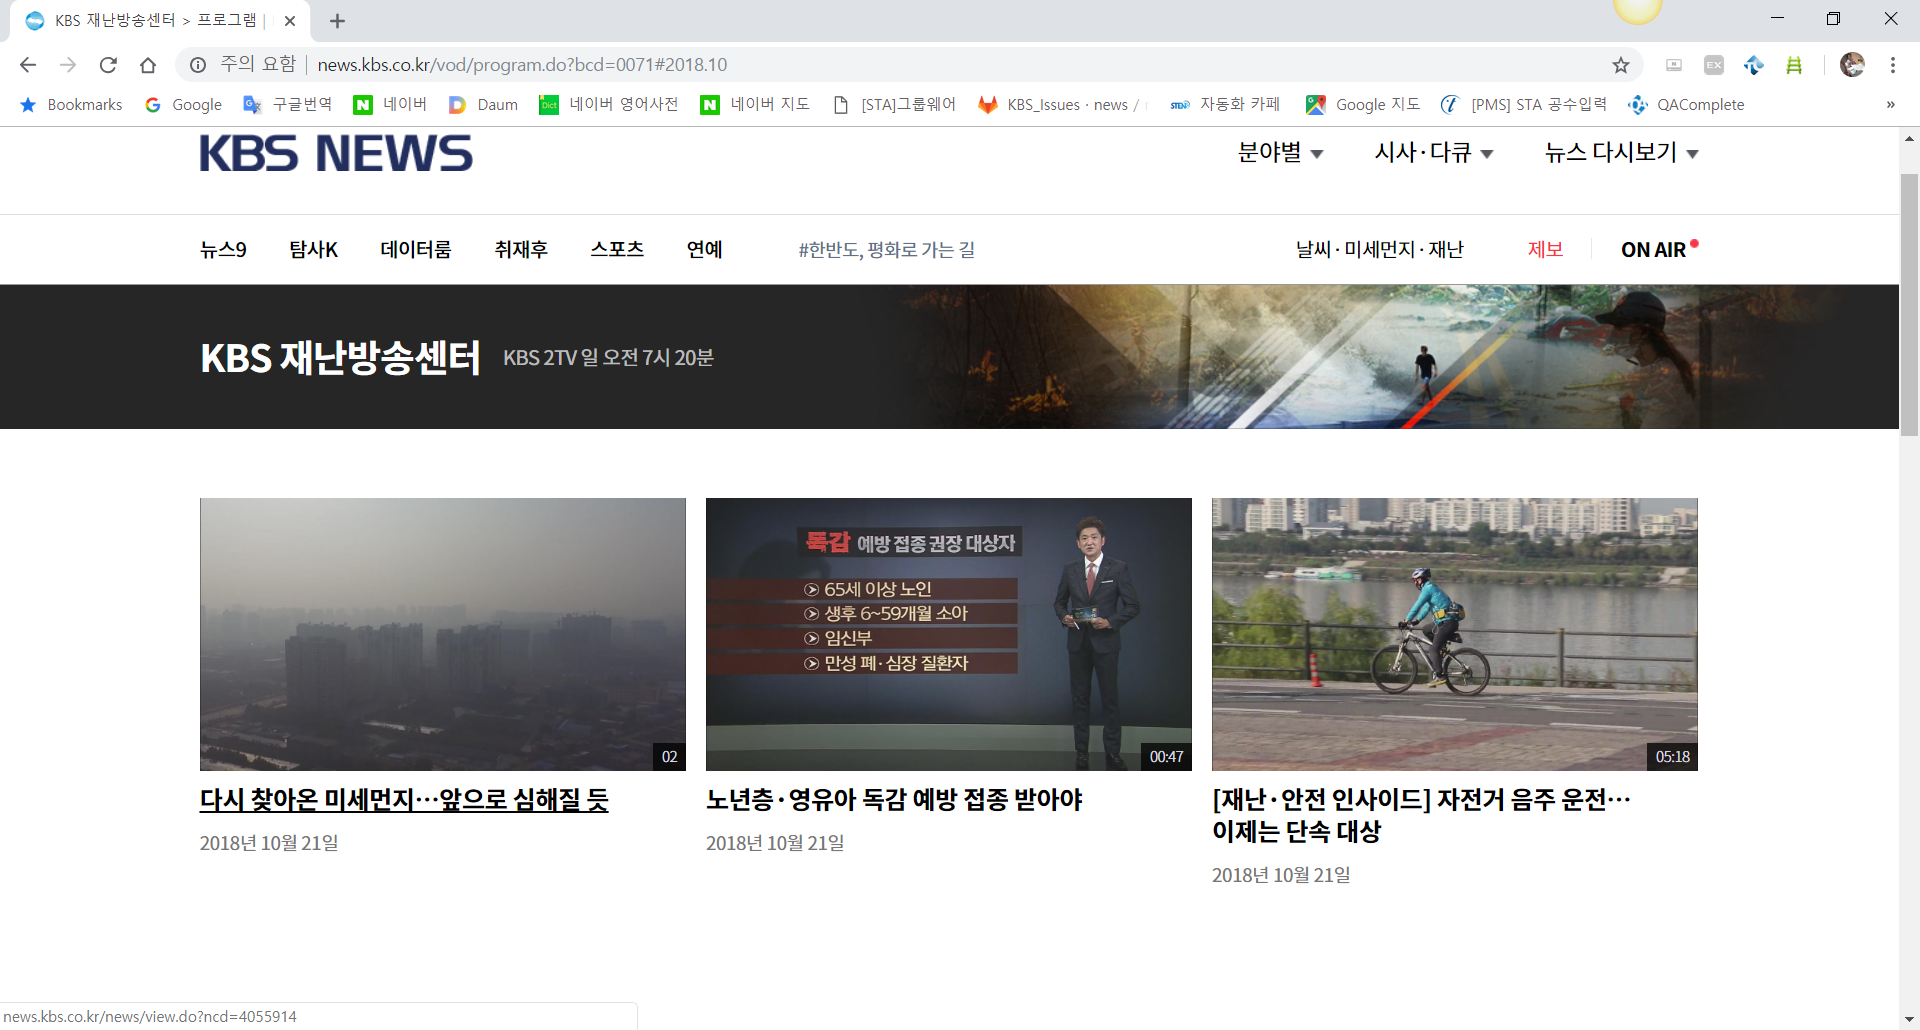 KBS 재난방송센터 > 프로그램 |
주의 요함 | news.kbs.co.kr/vod/program.do?bcd=0071#2018.10
EX
Bookmarks Google 구글번역 네이버 Daum 네이버 영어사전 네이버 지도 [STA]그룹웨어 KBS_Issues · news / 자동화 카페 Google 지도 [PMS] STA 공수입력 QAComplete »
KBS NEWS
분야별 시사·다큐 뉴스 다시보기
뉴스9 탐사K 데이터룸 취재후 스포츠 연예 #한반도, 평화로 가는 길 날씨·미세먼지·재난 제보 ON AIR
KBS 재난방송센터 KBS 2TV 일 오전 7시 20분
02
다시 찾아온 미세먼지…앞으로 심해질 듯
2018년 10월 21일
독감 예방 접종 권장 대상자
65세 이상 노인
생후 6~59개월 소아
임신부
만성 폐·심장 질환자
00:47
노년층·영유아 독감 예방 접종 받아야
2018년 10월 21일
05:18
[재난·안전 인사이드] 자전거 음주 운전…
이제는 단속 대상
2018년 10월 21일
news.kbs.co.kr/news/view.do?ncd=4055914